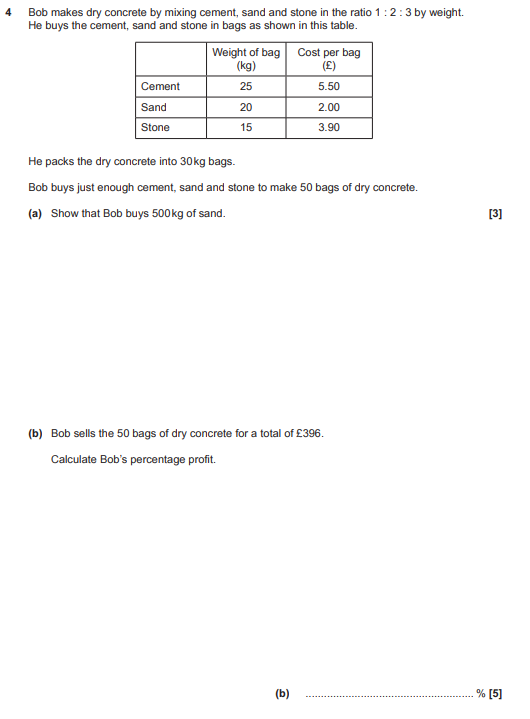 4 Bob makes dry concrete by mixing cement, sand and stone in the ratio 1 : 2 : 3 by weight.
He buys the cement, sand and stone in bags as shown in this table.
Weight of bag (kg) Cost per bag (£)
Cement 25 5.50
Sand 20 2.00
Stone 15 3.90
He packs the dry concrete into 30 kg bags.
Bob buys just enough cement, sand and stone to make 50 bags of dry concrete.
(a) Show that Bob buys 500 kg of sand. [3]
(b) Bob sells the 50 bags of dry concrete for a total of £396.
Calculate Bob's percentage profit.
(b) ........................................................ % [5]